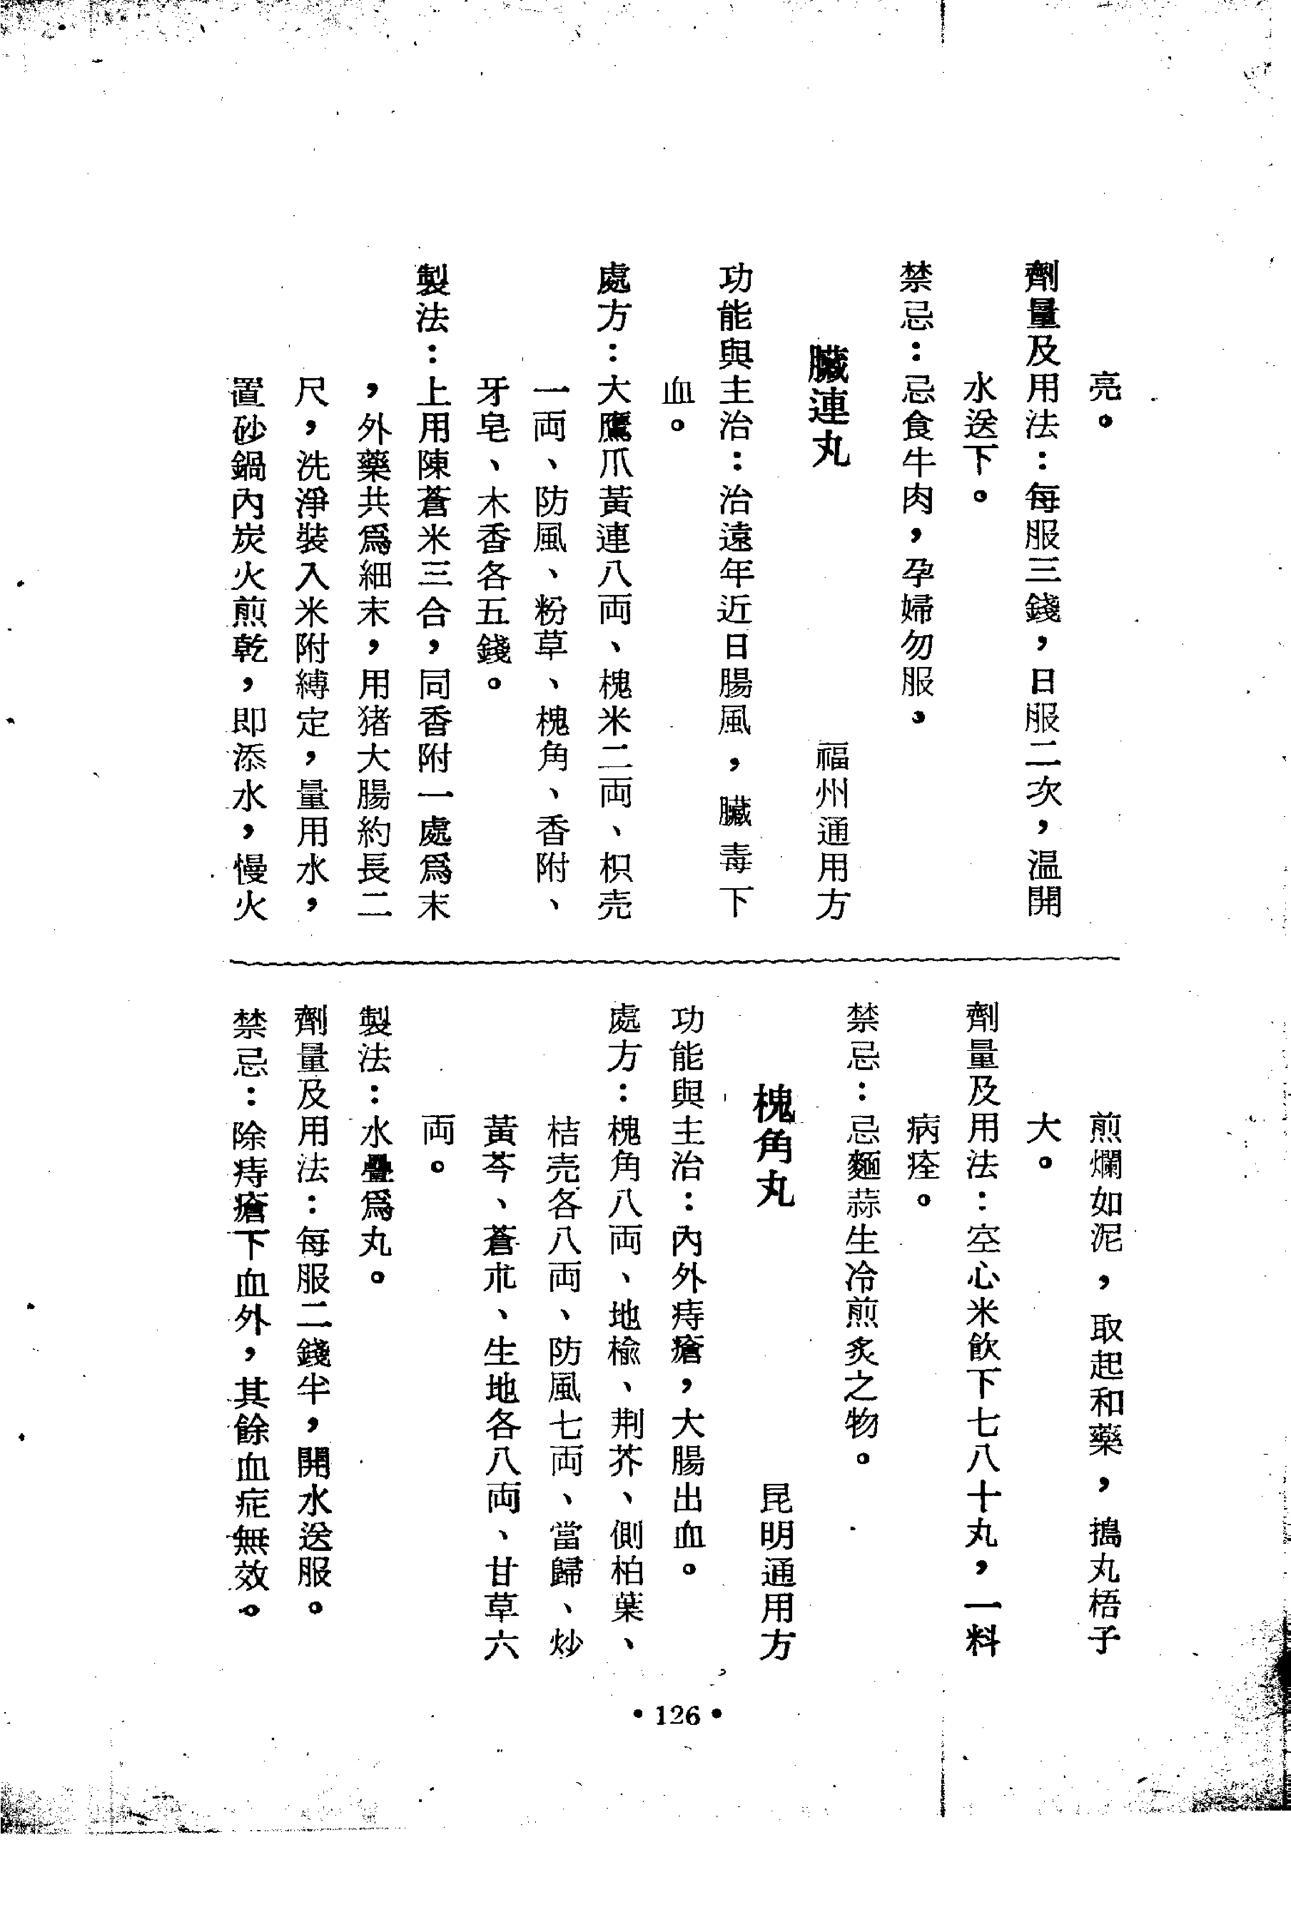 亮。
劑量及用法：每服三錢，日服二次，温開
水送下。
禁忌：忌食牛肉，孕婦勿服。
臟連丸　福州通用方
功能與主治：治遠年近日腸風，臟毒下
血。
處方：大鷹爪黃連八両、槐米二両、枳壳
一両、防風、粉草、槐角、香附、
牙皂、木香各五錢。
製法：上用陳蒼米三合，同香附一處爲末
，外藥共爲細末，用猪大腸約長二
尺，洗淨裝入米附縛定，量用水，
置砂鍋內炭火煎乾，即添水，慢火
煎爛如泥，取起和藥，搗丸梧子
大。
劑量及用法：空心米飲下七八十丸，一料
病痊。
禁忌：忌麵蒜生冷煎炙之物。
槐角丸　昆明通用方
功能與主治：內外痔瘡，大腸出血。
處方：槐角八両、地楡、荆芥、側柏葉、
桔壳各八両、防風七両、當歸、炒
黃芩、蒼朮、生地各八両、甘草六
両。
製法：水疊爲丸。
劑量及用法：每服二錢半，開水送服。
禁忌：除痔瘡下血外，其餘血症無效。
•126•